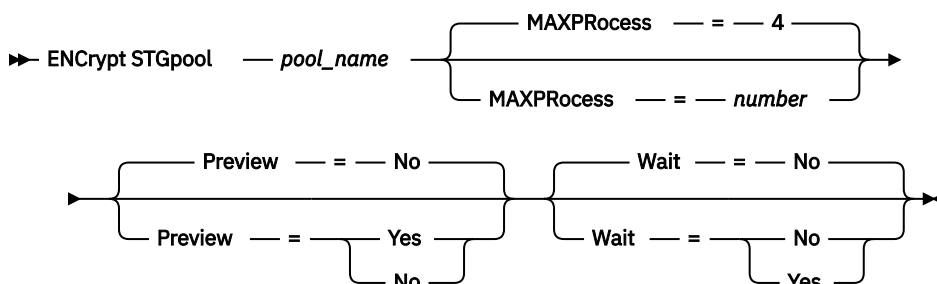 MAXPRocess = 4
ENCrypt STGpool pool_name
MAXPRocess = number
Preview = No Wait = No
Preview = Yes Wait = No
No Yes